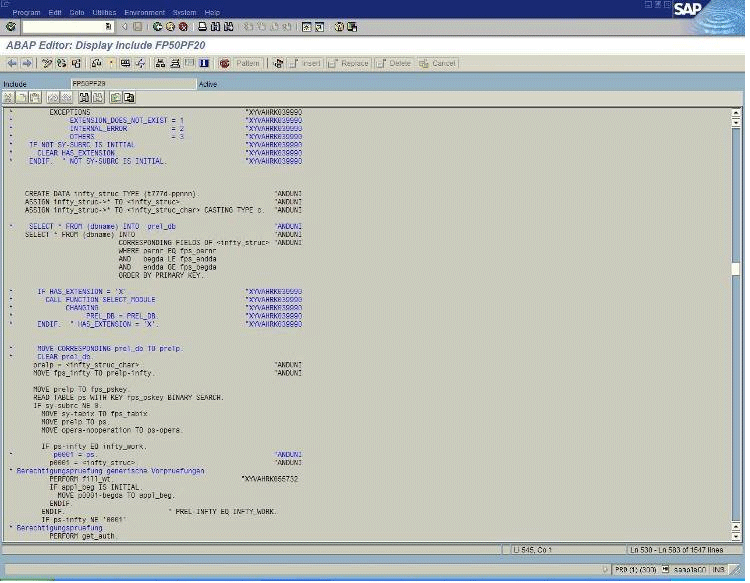 Program Edit Goto Utilities Environment System Help
SAP
ABAP Editor: Display Include FP50PF20
Pattern Insert Replace Delete Cancel
Include FP50PF20 Active
* EXCEPTIONS "XYVAHRK039990
* EXTENSION_DOES_NOT_EXIST = 1 "XYVAHRK039990
* INTERNAL_ERROR = 2 "XYVAHRK039990
* OTHERS = 3. "XYVAHRK039990
* IF NOT SY-SUBRC IS INITIAL "XYVAHRK039990
* CLEAR HAS_EXTENSION "XYVAHRK039990
* ENDIF. " NOT SY-SUBRC IS INITIAL. "XYVAHRK039990
CREATE DATA infty_struc TYPE (t777d-ppnnn) "ANDUNI
ASSIGN infty_struc->* TO <infty_struc>. "ANDUNI
ASSIGN infty_struc->* TO <infty_struc_char> CASTING TYPE c. "ANDUNI
* SELECT * FROM (dbname) INTO prel_db "ANDUNI
SELECT * FROM (dbname) INTO "ANDUNI
CORRESPONDING FIELDS OF <infty_struc> "ANDUNI
WHERE pernr EQ fps_pernr
AND begda LE fps_endda
AND endda GE fps_begda
ORDER BY PRIMARY KEY.
* IF HAS_EXTENSION = 'X' "XYVAHRK039990
* CALL FUNCTION SELECT_MODULE "XYVAHRK039990
* CHANGING "XYVAHRK039990
* PREL_DB = PREL_DB. "XYVAHRK039990
* ENDIF. " HAS_EXTENSION = 'X'. "XYVAHRK039990
* MOVE CORRESPONDING prel_db TO prelp.
* CLEAR prel_db.
prelp = <infty_struc_char>. "ANDUNI
MOVE fps_infty TO prelp-infty. "ANDUNI
MOVE prelp TO fps_pskey.
READ TABLE ps WITH KEY fps_pskey BINARY SEARCH.
IF sy-subrc NE 0.
MOVE sy-tabix TO fps_tabix
MOVE prelp TO ps.
MOVE opera-nooperation TO ps-opera.
IF ps-infty EQ infty_work.
* p0001 = ps. "ANDUNI
p0001 = <infty_struc>. "ANDUNI
* Berechtigungspruefung generische Vorpruefungen
PERFORM fill_wt. "XYVAHRK055732
IF appl_beg IS INITIAL.
MOVE p0001-begda TO appl_beg.
ENDIF.
ENDIF. " PREL-INFTY EQ INFTY_WORK.
IF ps-infty NE '0001'
* Berechtigungspruefung
PERFORM get_auth.
Li 545, Co 1 Ln 530 - Ln 583 of 1547 lines
PRD (1) (300) INS